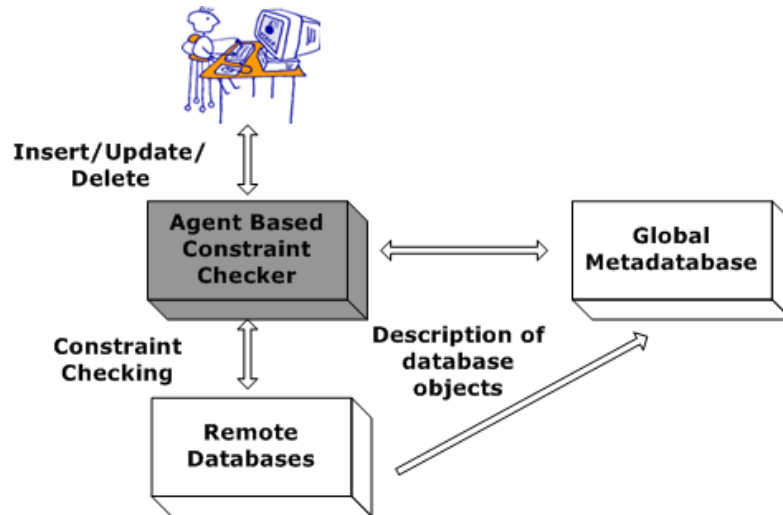 Insert/Update/
Delete
Agent Based
Constraint
Checker
Global
Metadatabase
Constraint
Checking
Description of
database
objects
Remote
Databases